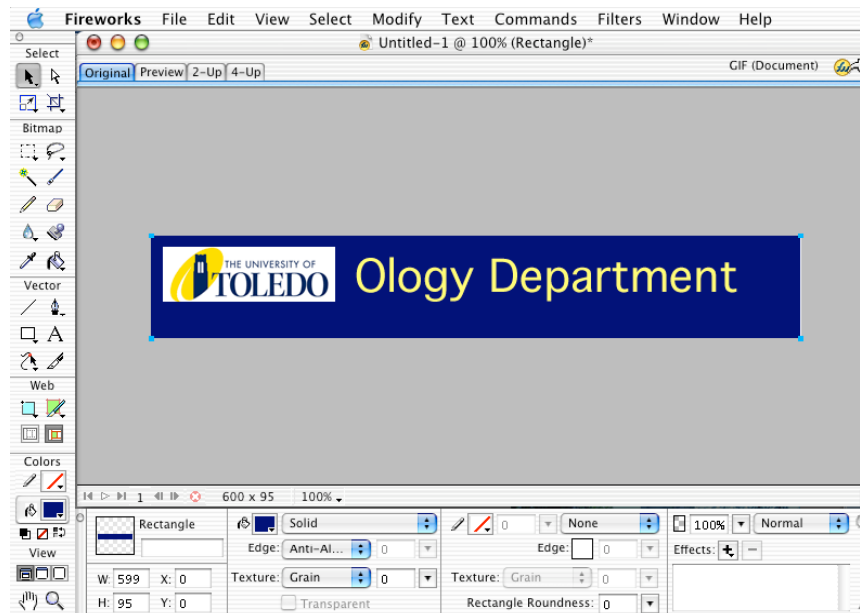 Fireworks File Edit View Select Modify Text Commands Filters Window Help
Untitled-1 @ 100% (Rectangle)*
Select
Original Preview 2-Up 4-Up
GIF (Document)
Bitmap
THE UNIVERSITY OF
TOLEDO
Ology Department
Vector
A
Web
Colors
1 600 x 95 100%
Rectangle Solid 0 None 100% Normal
Edge: Anti-Al... 0 Edge: 0 Effects:
View
W: 599 X: 0 Texture: Grain 0 Texture: Grain 0
H: 95 Y: 0 Transparent Rectangle Roundness: 0